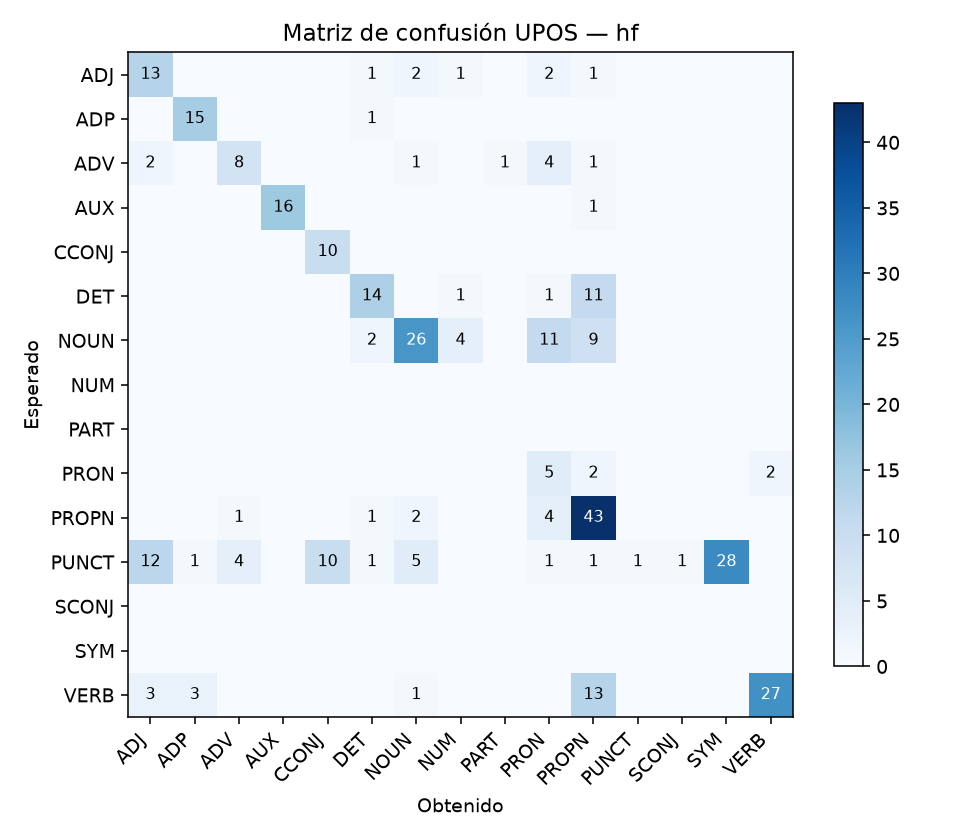 Matriz de confusión UPOS — hf
ADJ 13 1 2 1 2 1
ADP 15 1
ADV 2 8 1 1 4 1
AUX 16 1
CCONJ 10
DET 14 1 1 11
NOUN 2 26 4 11 9
NUM
PART
PRON 5 2 2
PROPN 1 1 2 4 43
PUNCT 12 1 4 10 1 5 1 1 1 1 28
SCONJ
SYM
VERB 3 3 1 13 27
ADJ ADP ADV AUX CCONJ DET NOUN NUM PART PRON PROPN PUNCT SCONJ SYM VERB
Obtenido
Esperado
40
35
30
25
20
15
10
5
0